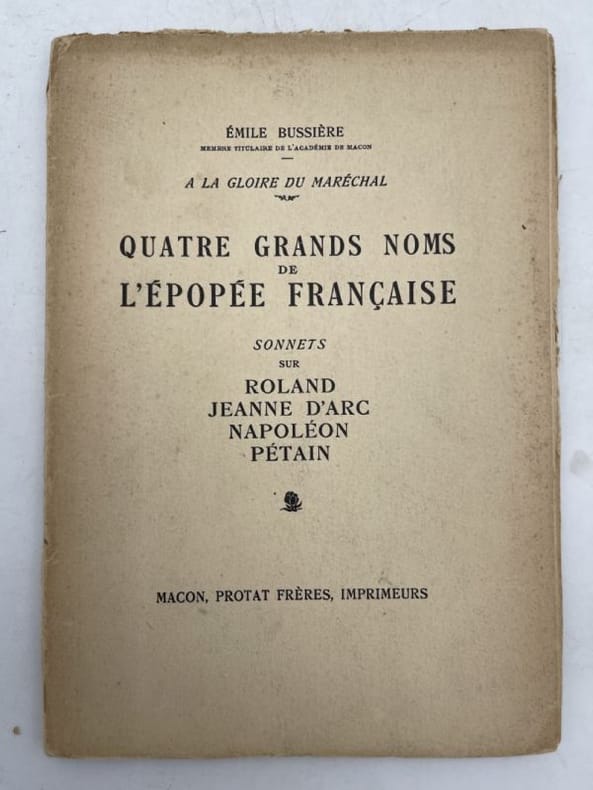 ÉMILE BUSSIÈRE
MEMBRE TITULAIRE DE L'ACADÉMIE DE MACON
A LA GLOIRE DU MARÉCHAL
QUATRE GRANDS NOMS
DE
L'ÉPOPÉE FRANÇAISE
SONNETS
SUR
ROLAND
JEANNE D'ARC
NAPOLÉON
PÉTAIN
MACON, PROTAT FRÈRES, IMPRIMEURS